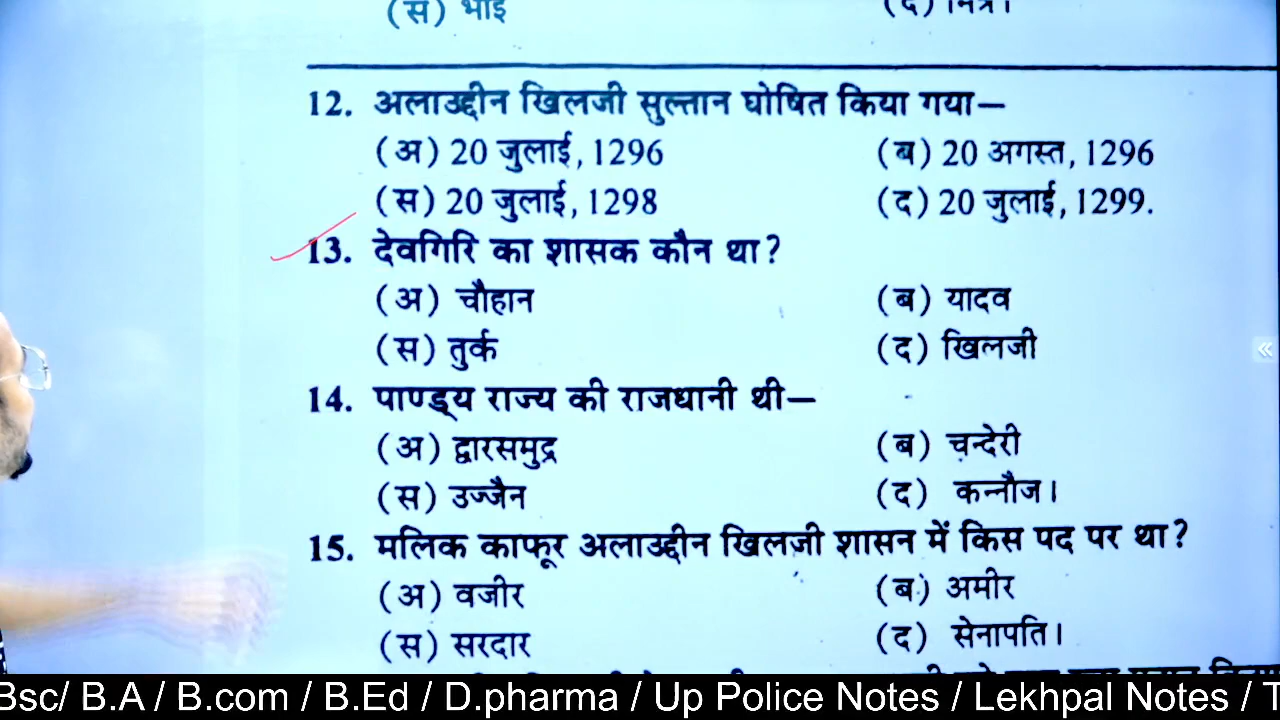 (स) भाई (द) मित्र।
12. अलाउद्दीन खिलजी सुल्तान घोषित किया गया—
(अ) 20 जुलाई, 1296 (ब) 20 अगस्त, 1296
(स) 20 जुलाई, 1298 (द) 20 जुलाई, 1299.
13. देवगिरि का शासक कौन था?
(अ) चौहान (ब) यादव
(स) तुर्क (द) खिलजी
14. पाण्ड्य राज्य की राजधानी थी—
(अ) द्वारसमुद्र (ब) चन्देरी
(स) उज्जैन (द) कन्नौज।
15. मलिक काफूर अलाउद्दीन खिलजी शासन में किस पद पर था?
(अ) वजीर (ब) अमीर
(स) सरदार (द) सेनापति।
Bsc/ B.A / B.com / B.Ed / D.pharma / Up Police Notes / Lekhpal Notes / T